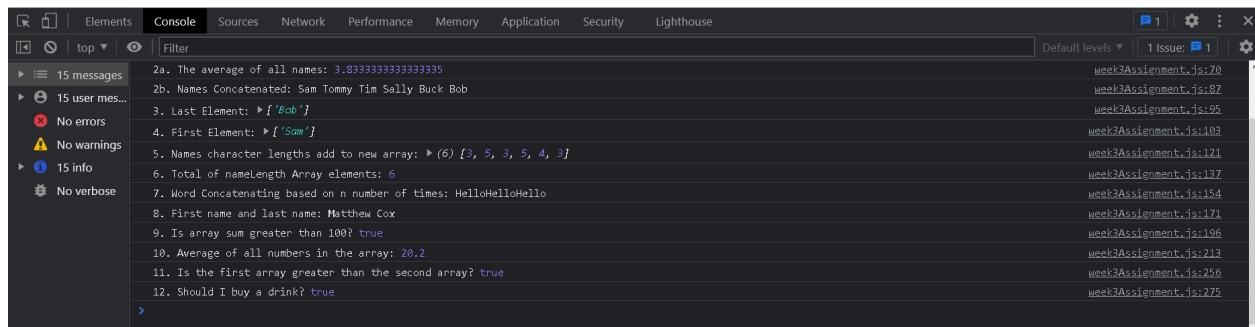 Elements Console Sources Network Performance Memory Application Security Lighthouse 1
top Filter Default levels 1 Issue: 1
15 messages
15 user mes...
No errors
No warnings
15 info
No verbose
2a. The average of all names: 3.8333333333333335 week3Assignment.js:70
2b. Names Concatenated: Sam Tommy Tim Sally Buck Bob week3Assignment.js:87
3. Last Element: ['Bob'] week3Assignment.js:95
4. First Element: ['Sam'] week3Assignment.js:103
5. Names character lengths add to new array: (6) [3, 5, 3, 5, 4, 3] week3Assignment.js:121
6. Total of nameLength Array elements: 6 week3Assignment.js:137
7. Word Concatenating based on n number of times: HelloHelloHello week3Assignment.js:154
8. First name and last name: Matthew Cox week3Assignment.js:171
9. Is array sum greater than 100? true week3Assignment.js:196
10. Average of all numbers in the array: 20.2 week3Assignment.js:213
11. Is the first array greater than the second array? true week3Assignment.js:256
12. Should I buy a drink? true week3Assignment.js:275